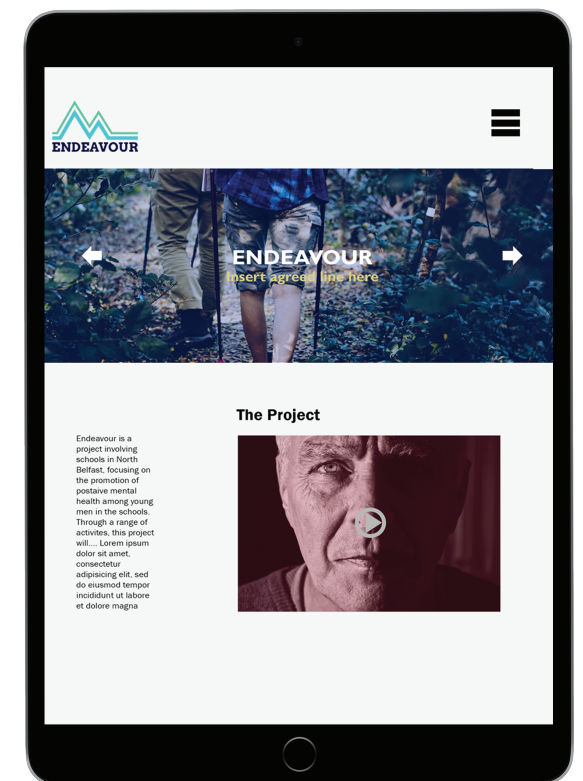 ENDEAVOUR
ENDEAVOUR
Insert agreed line here
The Project
Endeavour is a
project involving
schools in North
Belfast, focusing on
the promotion of
postaive mental
health among young
men in the schools.
Through a range of
activites, this project
will.... Lorem ipsum
dolor sit amet,
consectetur
adipisicing elit, sed
do eiusmod tempor
incididunt ut labore
et dolore magna